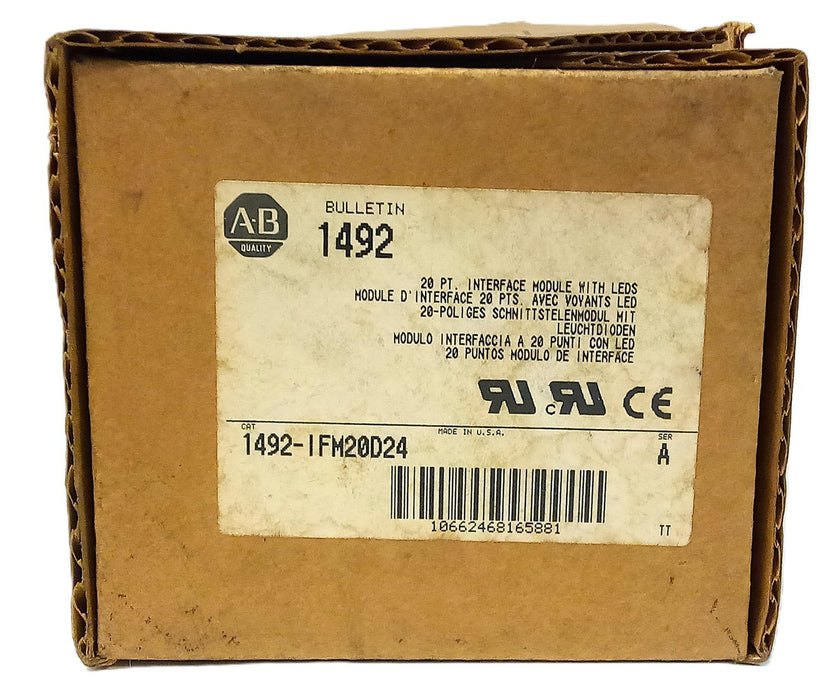 A-B
QUALITY
BULLETIN
1492
20 PT. INTERFACE MODULE WITH LEDS
MODULE D'INTERFACE 20 PTS. AVEC VOYANTS LED
20-POLIGES SCHNITTSTELENMODUL MIT
LEUCHTDIODEN
MODULO INTERFACCIA A 20 PUNTI CON LED
20 PUNTOS MODULO DE INTERFACE
RU c RU CE
CAT
1492-IFM20D24
MADE IN U.S.A.
SER
A
10662468165881
TT